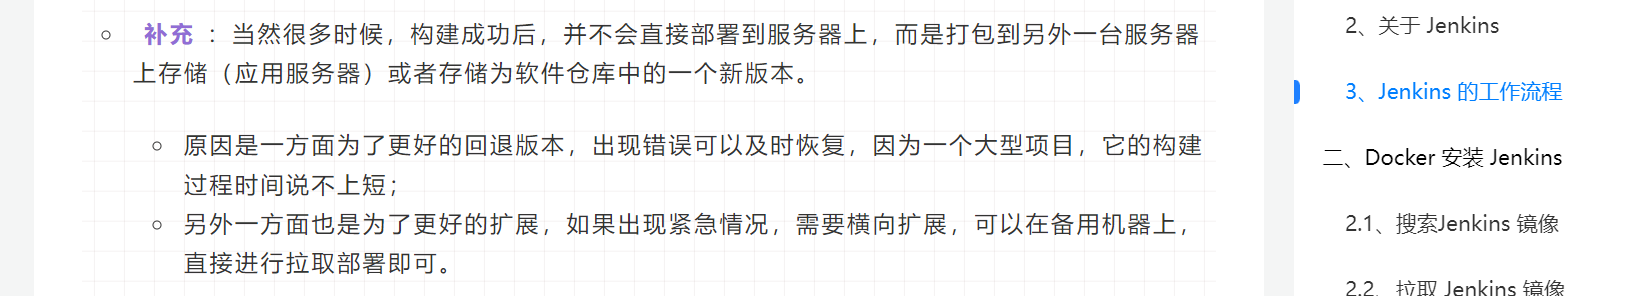 补充 ：当然很多时候，构建成功后，并不会直接部署到服务器上，而是打包到另外一台服务器
上存储（应用服务器）或者存储为软件仓库中的一个新版本。
原因是一方面为了更好的回退版本，出现错误可以及时恢复，因为一个大型项目，它的构建
过程时间说不上短；
另外一方面也是为了更好的扩展，如果出现紧急情况，需要横向扩展，可以在备用机器上，
直接进行拉取部署即可。
2、关于 Jenkins
3、Jenkins 的工作流程
二、Docker 安装 Jenkins
2.1、搜索Jenkins 镜像
2.2、拉取 Jenkins 镜像